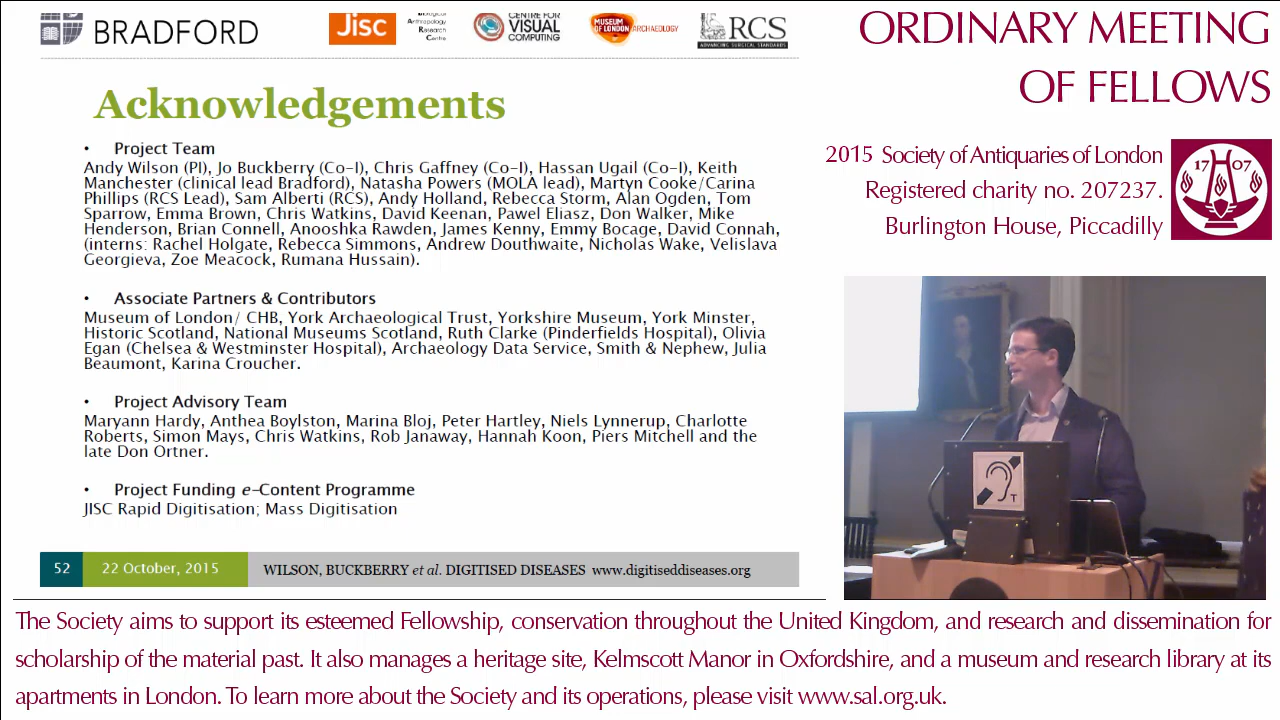 BRADFORD
Jisc
Anthropology
Research
Centre
CENTRE FOR
VISUAL
COMPUTING
MUSEUM
OF LONDON
ARCHAEOLOGY
RCS
ADVANCING SURGICAL STANDARDS
Acknowledgements
• Project Team
Andy Wilson (PI), Jo Buckberry (Co-I), Chris Gaffney (Co-I), Hassan Ugail (Co-I), Keith
Manchester (clinical lead Bradford), Natasha Powers (MOLA lead), Martyn Cooke/Carina
Phillips (RCS Lead), Sam Alberti (RCS), Andy Holland, Rebecca Storm, Alan Ogden, Tom
Sparrow, Emma Brown, Chris Watkins, David Keenan, Pawel Eliasz, Don Walker, Mike
Henderson, Brian Connell, Anooshka Rawden, James Kenny, Emmy Bocage, David Connah,
(interns: Rachel Holgate, Rebecca Simmons, Andrew Douthwaite, Nicholas Wake, Velislava
Georgieva, Zoe Meacock, Rumana Hussain).
• Associate Partners & Contributors
Museum of London/ CHB, York Archaeological Trust, Yorkshire Museum, York Minster,
Historic Scotland, National Museums Scotland, Ruth Clarke (Pinderfields Hospital), Olivia
Egan (Chelsea & Westminster Hospital), Archaeology Data Service, Smith & Nephew, Julia
Beaumont, Karina Croucher.
• Project Advisory Team
Maryann Hardy, Anthea Boylston, Marina Bloj, Peter Hartley, Niels Lynnerup, Charlotte
Roberts, Simon Mays, Chris Watkins, Rob Janaway, Hannah Koon, Piers Mitchell and the
late Don Ortner.
• Project Funding e-Content Programme
JISC Rapid Digitisation; Mass Digitisation
52 22 October, 2015 WILSON, BUCKBERRY et al. DIGITISED DISEASES www.digitiseddiseases.org
ORDINARY MEETING
OF FELLOWS
2015 Society of Antiquaries of London
Registered charity no. 207237.
Burlington House, Piccadilly
17 07
T
The Society aims to support its esteemed Fellowship, conservation throughout the United Kingdom, and research and dissemination for
scholarship of the material past. It also manages a heritage site, Kelmscott Manor in Oxfordshire, and a museum and research library at its
apartments in London. To learn more about the Society and its operations, please visit www.sal.org.uk.